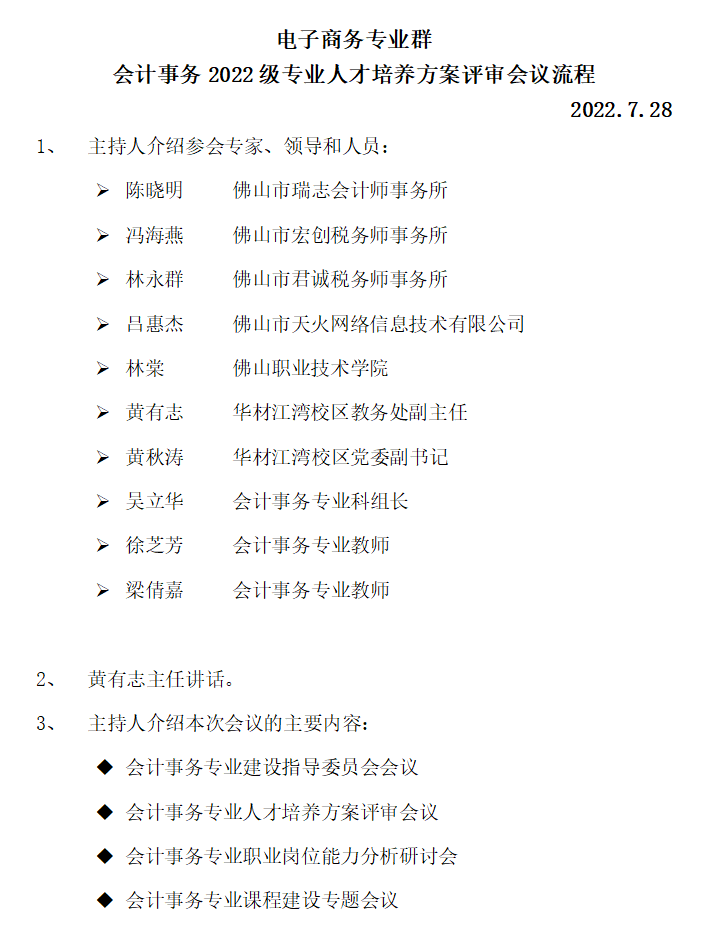 电子商务专业群
会计事务 2022 级专业人才培养方案评审会议流程
2022.7.28
1、 主持人介绍参会专家、领导和人员：
➢ 陈晓明 佛山市瑞志会计师事务所
➢ 冯海燕 佛山市宏创税务师事务所
➢ 林永群 佛山市君诚税务师事务所
➢ 吕惠杰 佛山市天火网络信息技术有限公司
➢ 林棠 佛山职业技术学院
➢ 黄有志 华材江湾校区教务处副主任
➢ 黄秋涛 华材江湾校区党委副书记
➢ 吴立华 会计事务专业科组长
➢ 徐芝芳 会计事务专业教师
➢ 梁倩嘉 会计事务专业教师
2、 黄有志主任讲话。
3、 主持人介绍本次会议的主要内容：
◆ 会计事务专业建设指导委员会会议
◆ 会计事务专业人才培养方案评审会议
◆ 会计事务专业职业岗位能力分析研讨会
◆ 会计事务专业课程建设专题会议